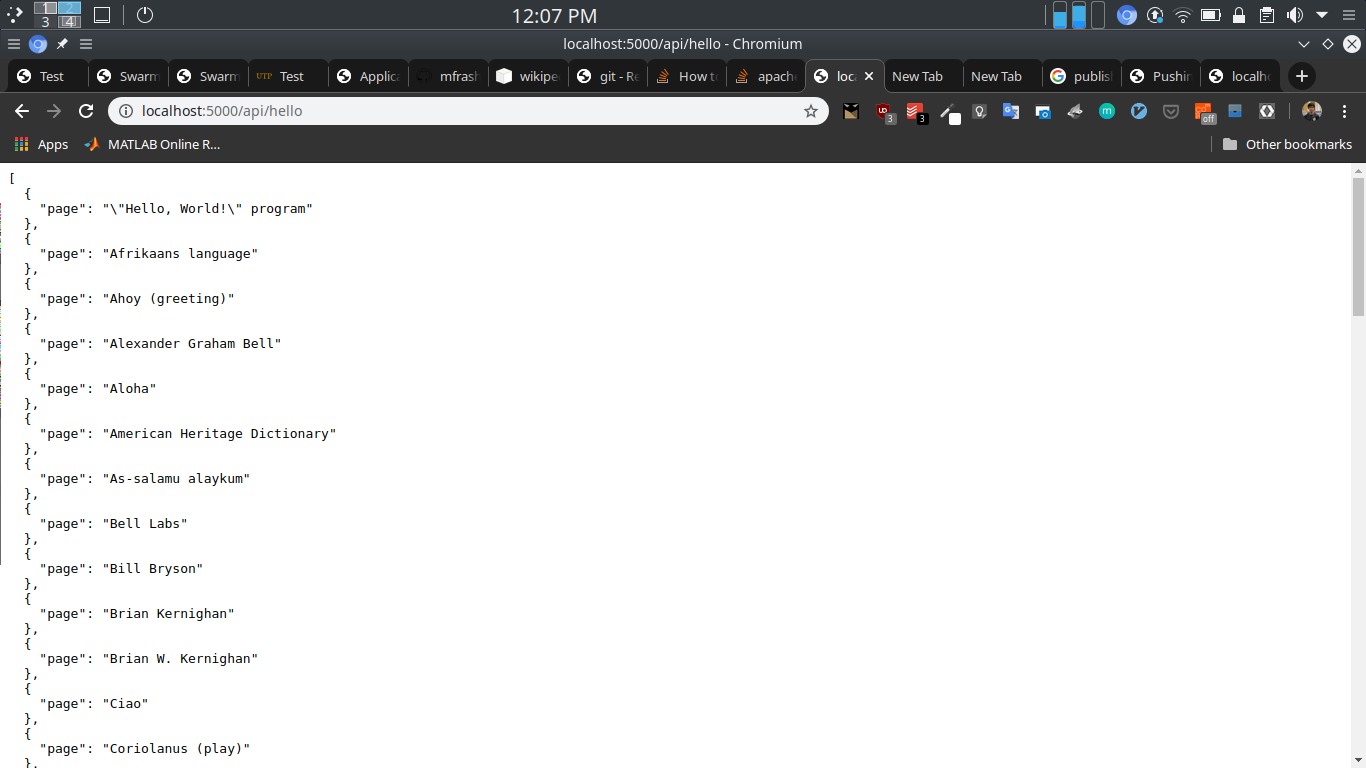 1 2
3 4
12:07 PM
localhost:5000/api/hello - Chromium
Test
Swarm
Swarm
UTP Test
Applica
mfrash
wikipe
git - Re
How to
apache
loca
New Tab
New Tab
publis
Pushin
localho
localhost:5000/api/hello
3
3
off
Apps
MATLAB Online R...
Other bookmarks
[
{
"page": "\"Hello, World!\" program"
},
{
"page": "Afrikaans language"
},
{
"page": "Ahoy (greeting)"
},
{
"page": "Alexander Graham Bell"
},
{
"page": "Aloha"
},
{
"page": "American Heritage Dictionary"
},
{
"page": "As-salamu alaykum"
},
{
"page": "Bell Labs"
},
{
"page": "Bill Bryson"
},
{
"page": "Brian Kernighan"
},
{
"page": "Brian W. Kernighan"
},
{
"page": "Ciao"
},
{
"page": "Coriolanus (play)"
},